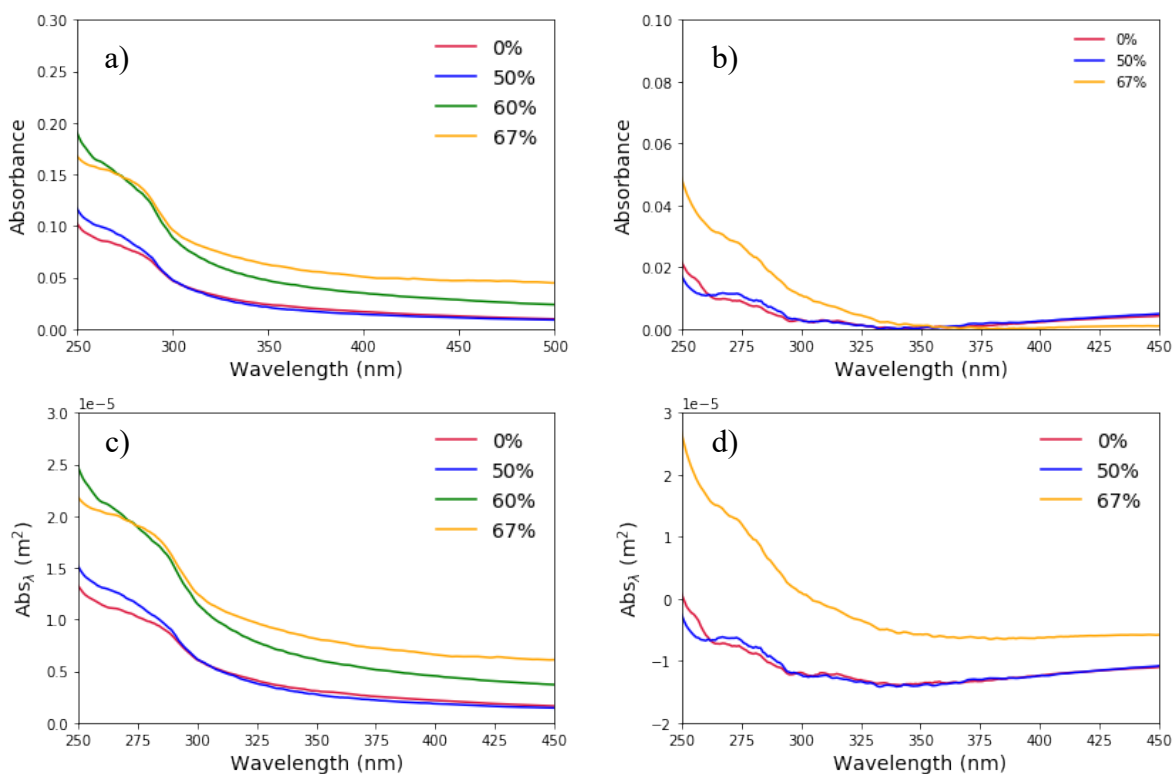 a)
0%
50%
60%
67%
0.30
0.25
0.20
0.15
0.10
0.05
0.00
Absorbance
250 300 350 400 450 500
Wavelength (nm)
b)
0%
50%
67%
0.10
0.08
0.06
0.04
0.02
0.00
Absorbance
250 275 300 325 350 375 400 425 450
Wavelength (nm)
1e−5
c)
0%
50%
60%
67%
3.0
2.5
2.0
1.5
1.0
0.5
0.0
Absλ (m²)
250 275 300 325 350 375 400 425 450
Wavelength (nm)
1e−5
d)
0%
50%
67%
3
2
1
0
−1
−2
Absλ (m²)
250 275 300 325 350 375 400 425 450
Wavelength (nm)